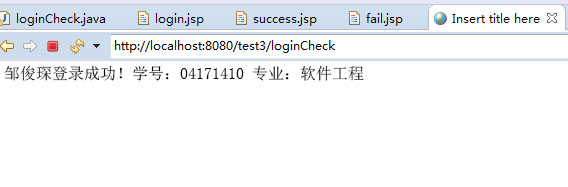 loginCheck.java login.jsp success.jsp fail.jsp Insert title here
http://localhost:8080/test3/loginCheck
邹俊琛登录成功！学号：04171410 专业：软件工程